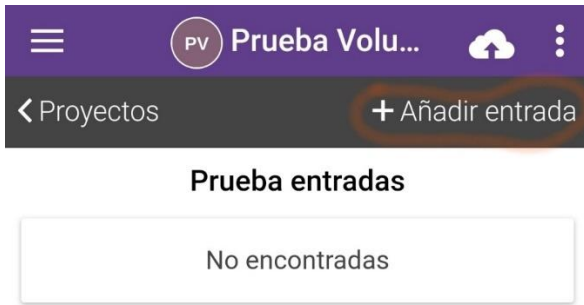 PV Prueba Volu...
Proyectos + Añadir entrada
Prueba entradas
No encontradas